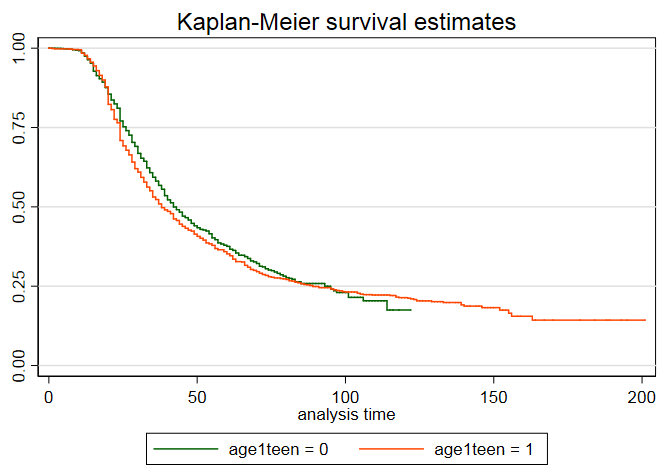 Kaplan-Meier survival estimates
1.00
0.75
0.50
0.25
0.00
0 50 100 150 200
analysis time
age1teen = 0 age1teen = 1